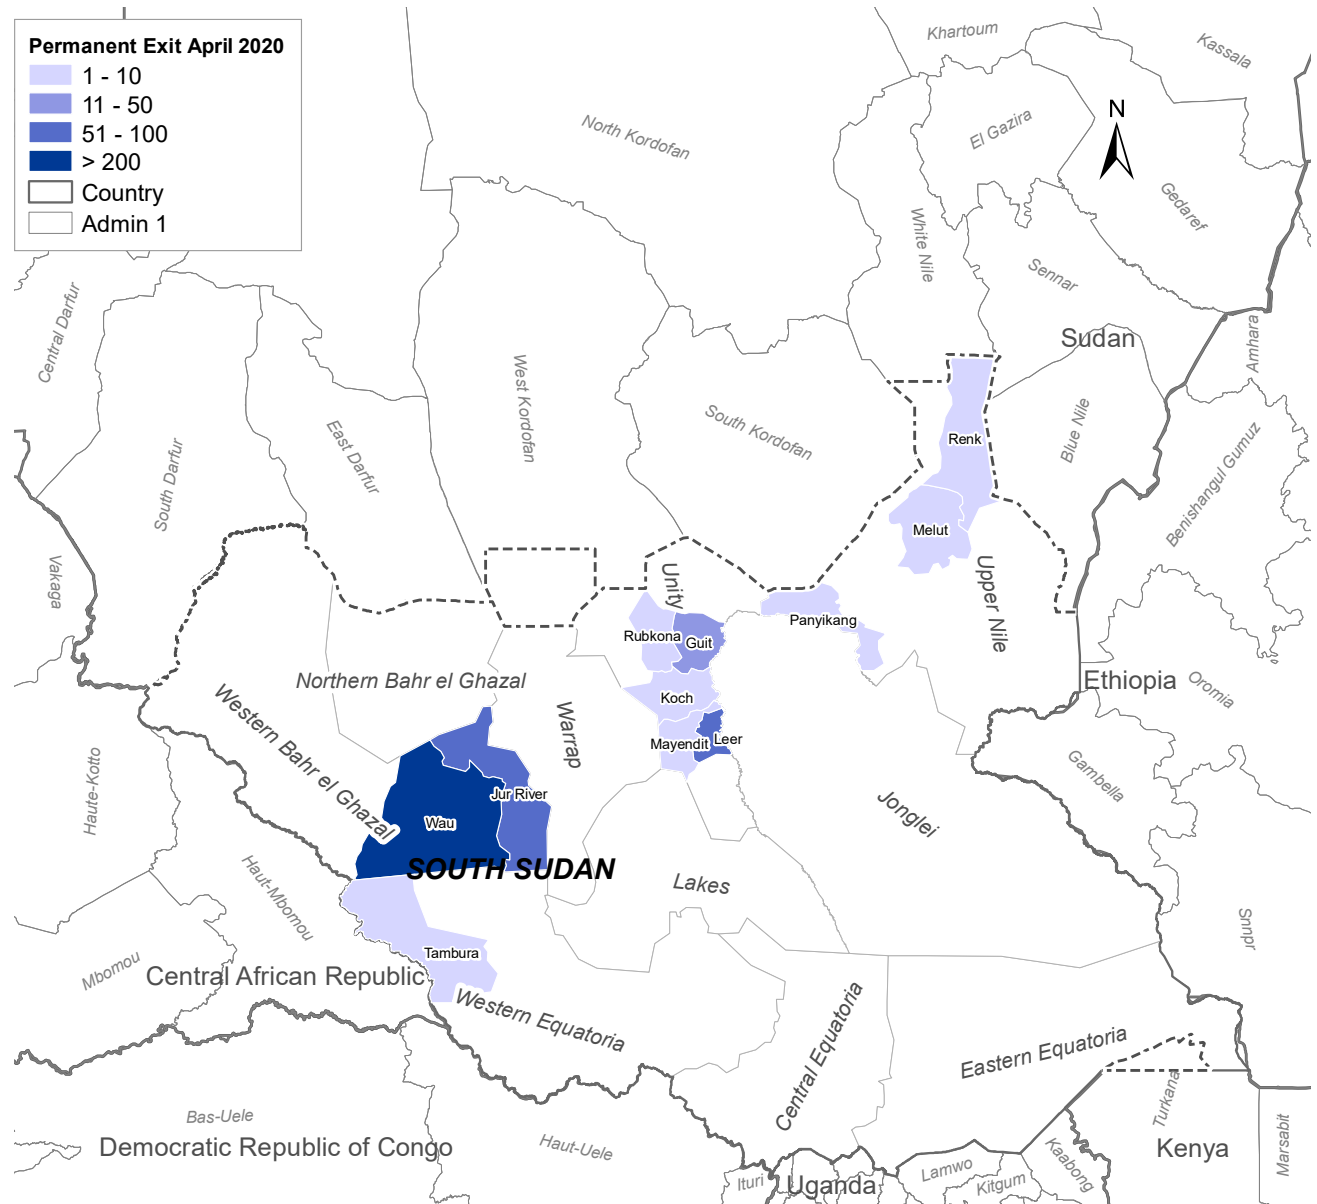 Permanent Exit April 2020
1 - 10
11 - 50
51 - 100
> 200
Country
Admin 1
N
Khartoum
Kassala
North Kordofan
El Gazira
Gedaref
White Nile
Sennar
Sudan
Amhara
Central Darfur
West Kordofan
South Kordofan
Blue Nile
East Darfur
South Darfur
Renk
Benishangul Gumuz
Melut
Vakaga
Unity
Upper Nile
Panyikang
Rubkona
Guit
Northern Bahr el Ghazal
Ethiopia
Oromia
Koch
Western Bahr el Ghazal
Warrap
Mayendit
Leer
Haute-Kotto
Gambella
Jur River
Wau
Jonglei
SOUTH SUDAN
Lakes
Haut-Mbomou
Snnpr
Tambura
Mbomou
Central African Republic
Western Equatoria
Central Equatoria
Eastern Equatoria
Turkana
Bas-Uele
Democratic Republic of Congo
Haut-Uele
Kenya
Marsabit
Ituri
Uganda
Lamwo
Kitgum
Kaabong